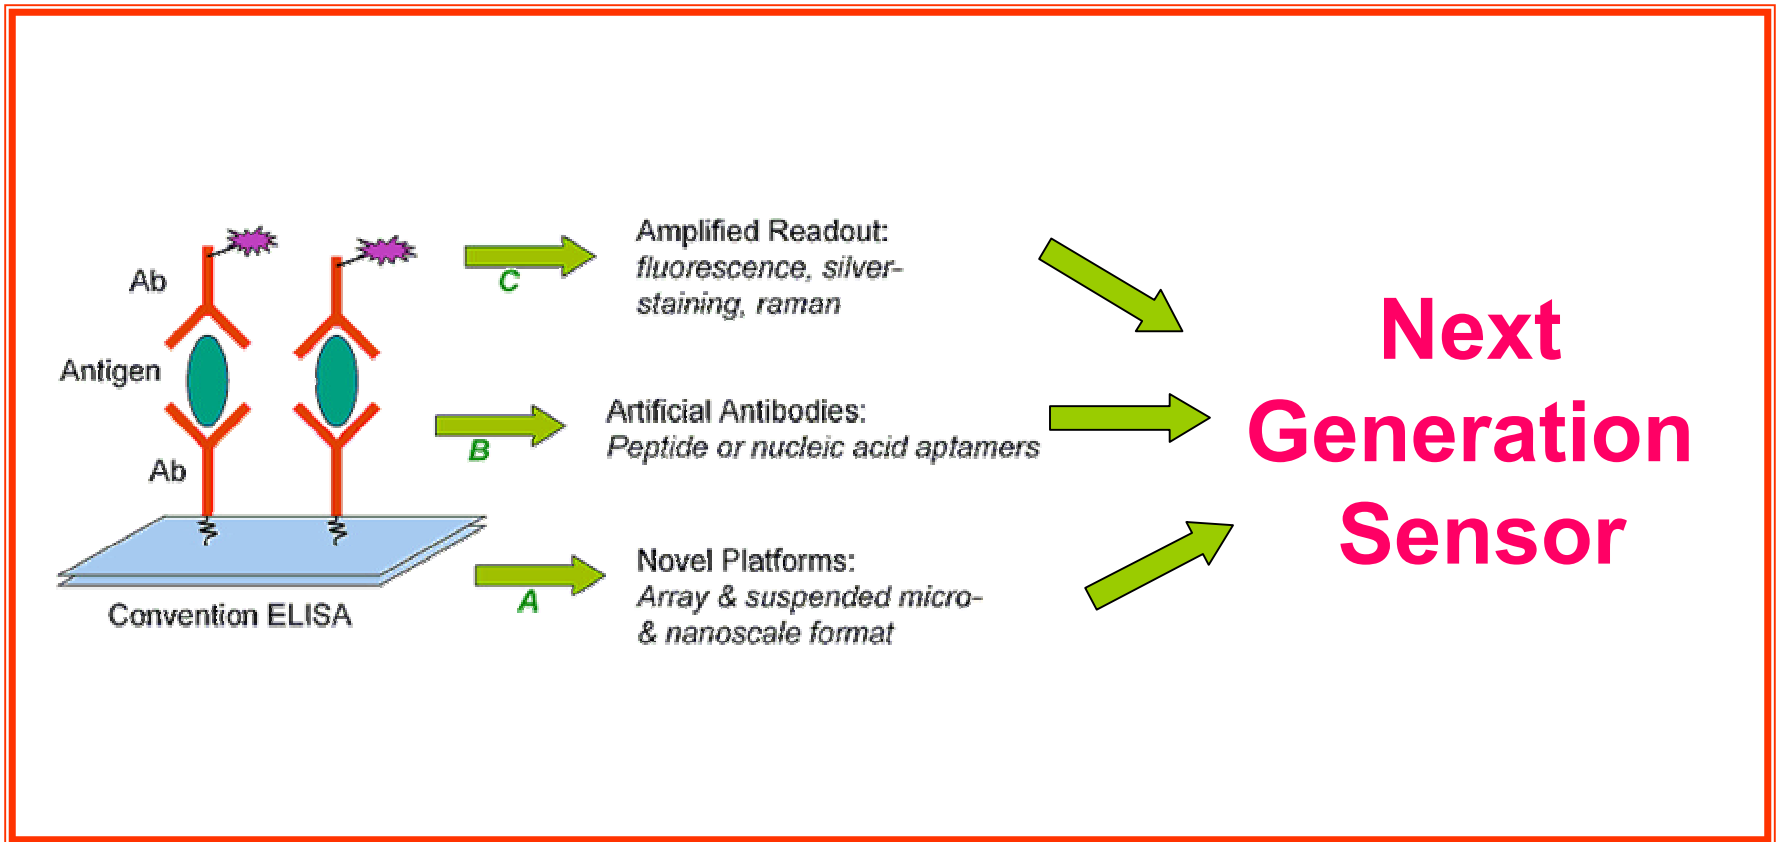 Ab
Antigen
Ab
Convention ELISA
C
Amplified Readout:
fluorescence, silver-
staining, raman
B
Artificial Antibodies:
Peptide or nucleic acid aptamers
A
Novel Platforms:
Array & suspended micro-
& nanoscale format
Next
Generation
Sensor